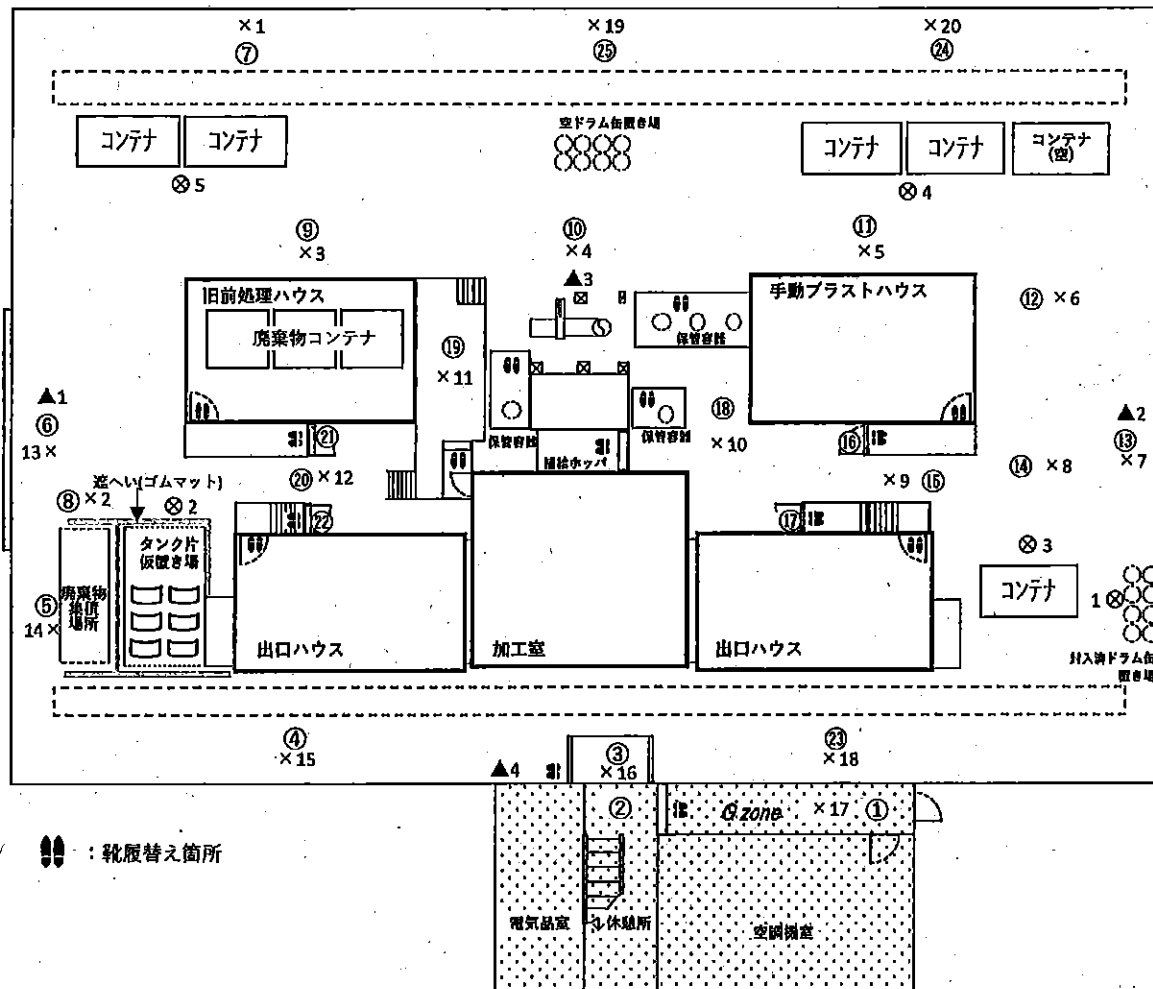 ×1 ×19 ×20
⑦ ㉕ ㉔
コンテナ コンテナ
空ドラム缶置き場
コンテナ コンテナ コンテナ
(空)
⊗5
⊗4
⑨
×3
⑩
×4
⑪
×5
▲3
旧前処理ハウス
廃棄物コンテナ
手動ブラストハウス
⑫ ×6
保管容器
⑲
×11
▲1
⑥
13×
⑱
×10
▲2
⑬
×7
保管容器
保管容器
㉑
⑯
開給ホッパ
⑭ ×8
⑳ ×12
×9 ⑮
遮へい(ゴムマット)
⑧ ×2
⊗2
㉒
⑰
⊗3
タンク片
仮置き場
廃棄物
集積
場所
⑤
14×
コンテナ
1⊗
出口ハウス
加工室
出口ハウス
封入済ドラム缶
置き場
④
×15
③
×16
㉓
×18
▲4
②
G zone
×17 ①
:靴履替え箇所
電気品室
休憩所
空調機室